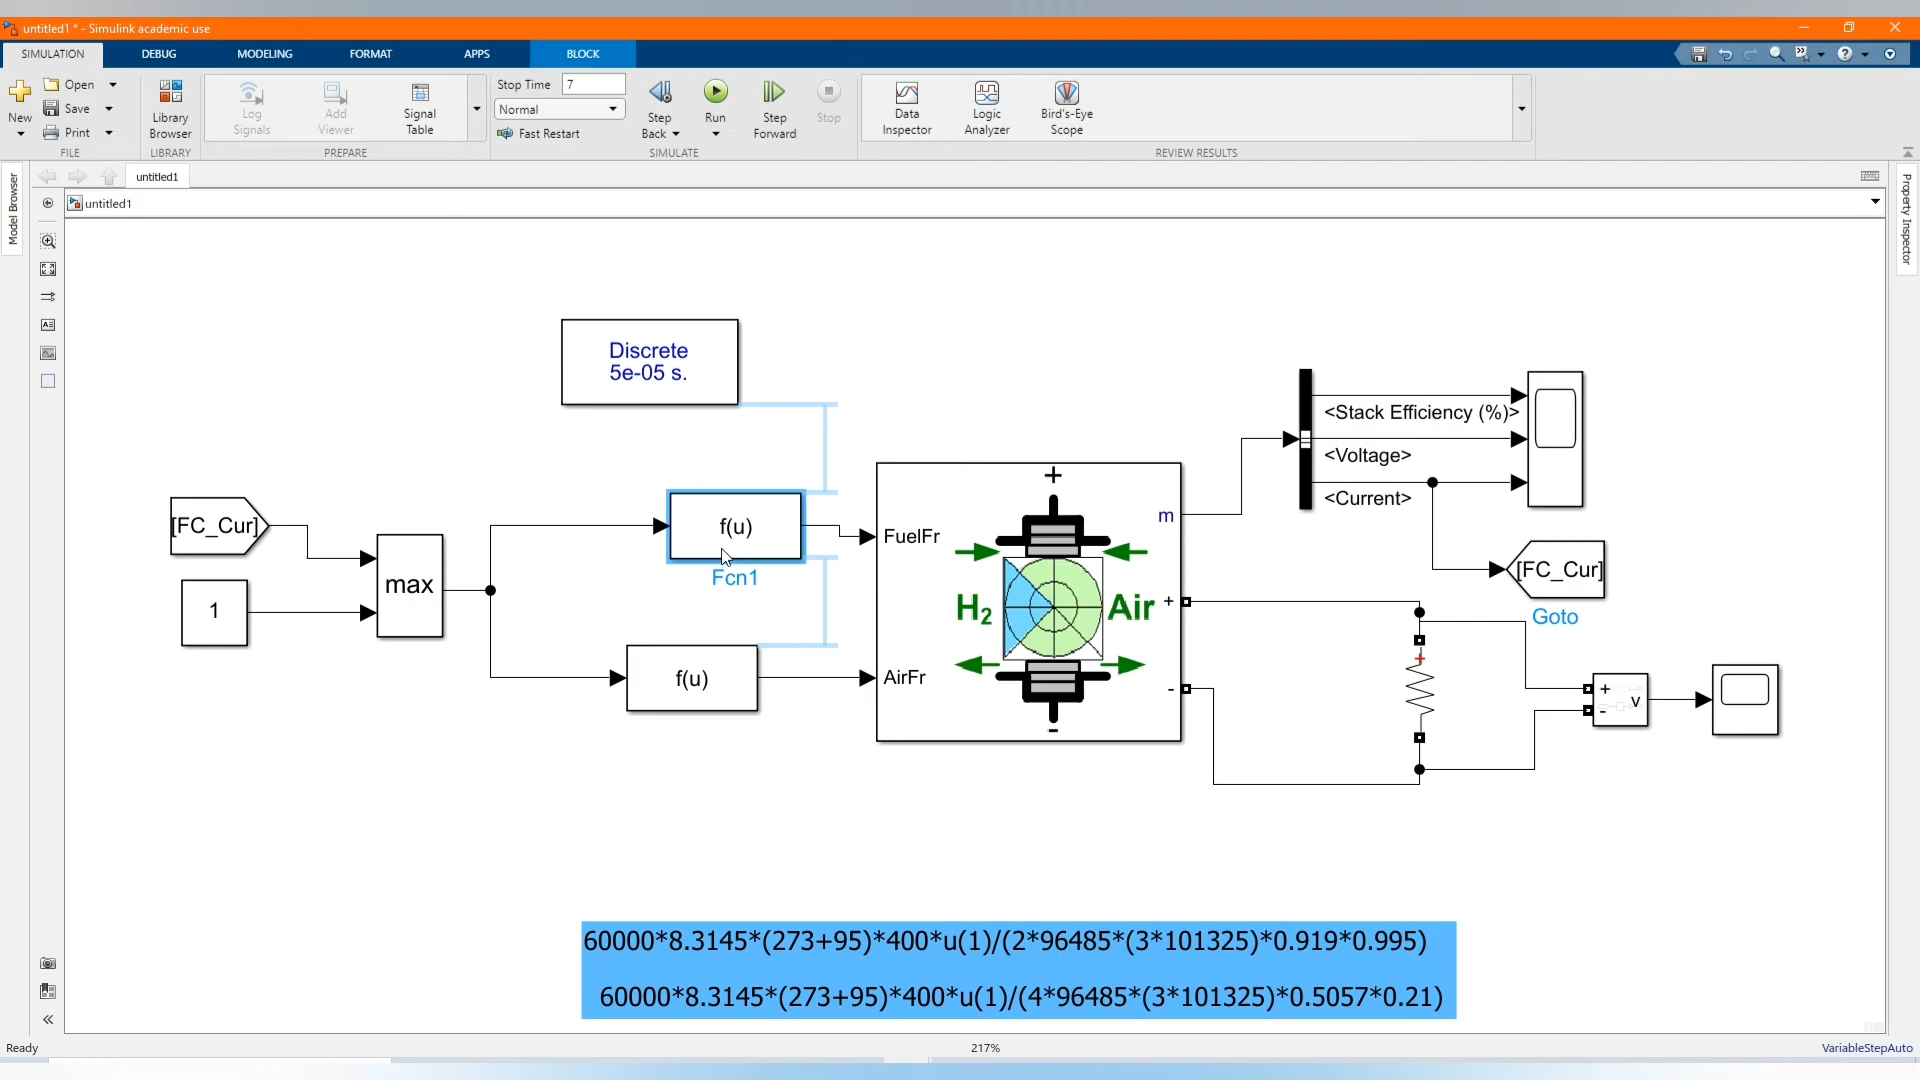 untitled1 * - Simulink academic use
SIMULATION DEBUG MODELING FORMAT APPS BLOCK
New
Open
Save
Print
FILE
Library Browser
LIBRARY
Log Signals
Add Viewer
Signal Table
PREPARE
Stop Time 7
Normal
Fast Restart
Step Back
Run
Step Forward
Stop
SIMULATE
Data Inspector
Logic Analyzer
Bird's-Eye Scope
REVIEW RESULTS
Model Browser
untitled1
untitled1
Property Inspector
Discrete
5e-05 s.
[FC_Cur]
1
max
f(u)
Fcn1
f(u)
FuelFr
AirFr
+
H2
Air
-
m
+
-
<Stack Efficiency (%)>
<Voltage>
<Current>
[FC_Cur]
Goto
+
+
-
v
60000*8.3145*(273+95)*400*u(1)/(2*96485*(3*101325)*0.919*0.995)
60000*8.3145*(273+95)*400*u(1)/(4*96485*(3*101325)*0.5057*0.21)
Ready
217%
VariableStepAuto